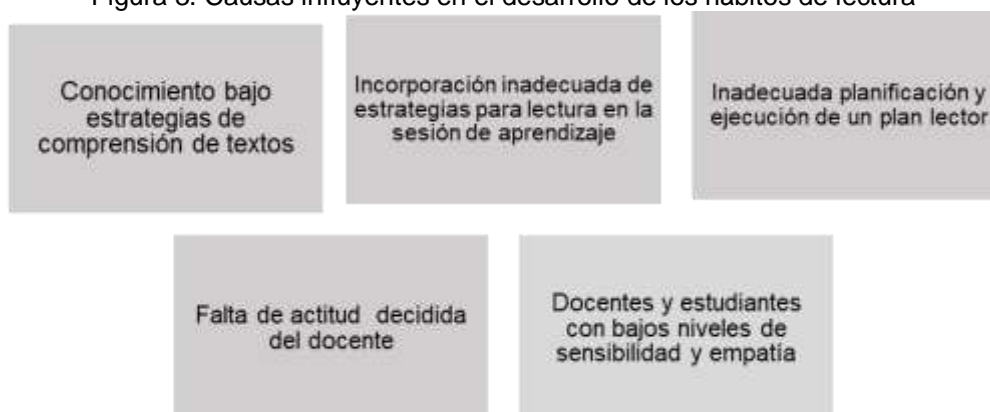 Figura 3. Causas influyentes en el desarrollo de los hábitos de lectura
Conocimiento bajo
estrategias de
comprensión de textos
Incorporación inadecuada de
estrategias para lectura en la
sesión de aprendizaje
Inadecuada planificación y
ejecución de un plan lector
Falta de actitud decidida
del docente
Docentes y estudiantes
con bajos niveles de
sensibilidad y empatía